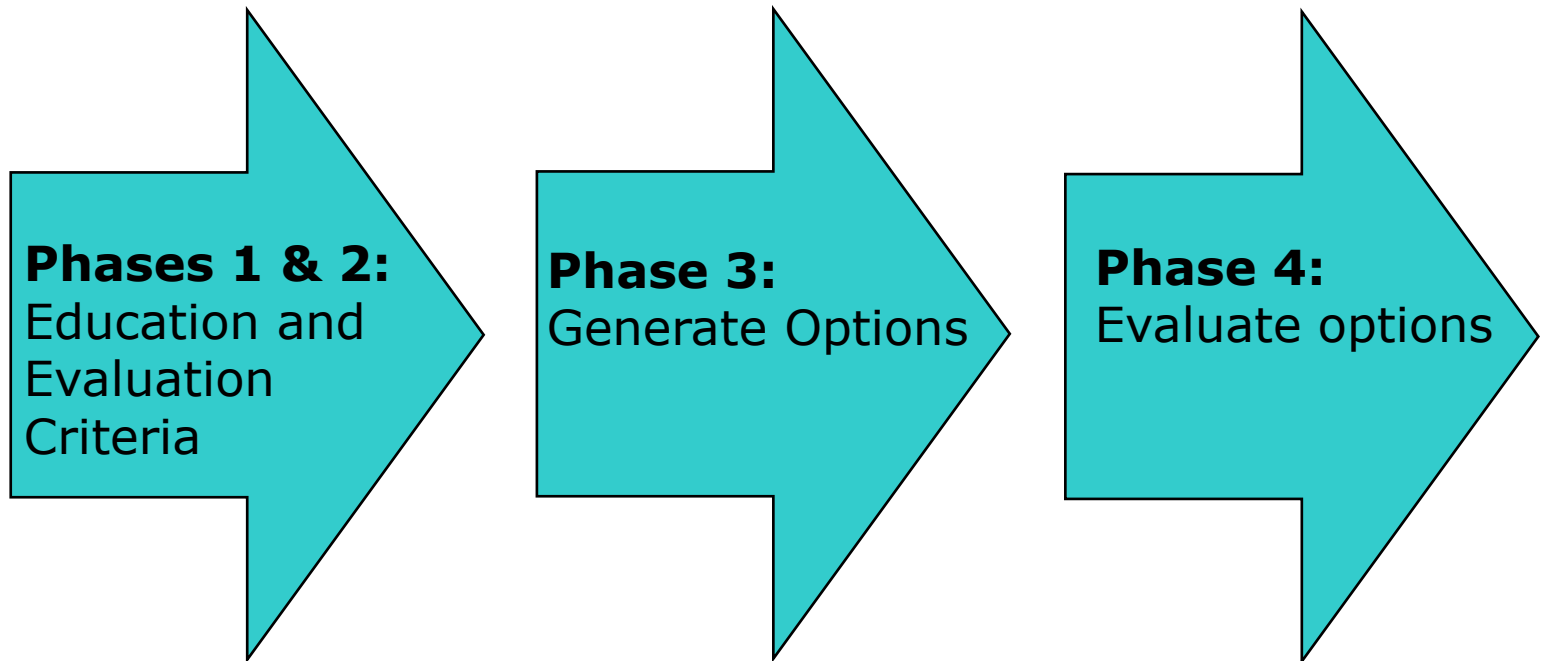 Phases 1 & 2:
Education and
Evaluation
Criteria
Phase 3:
Generate Options
Phase 4:
Evaluate options